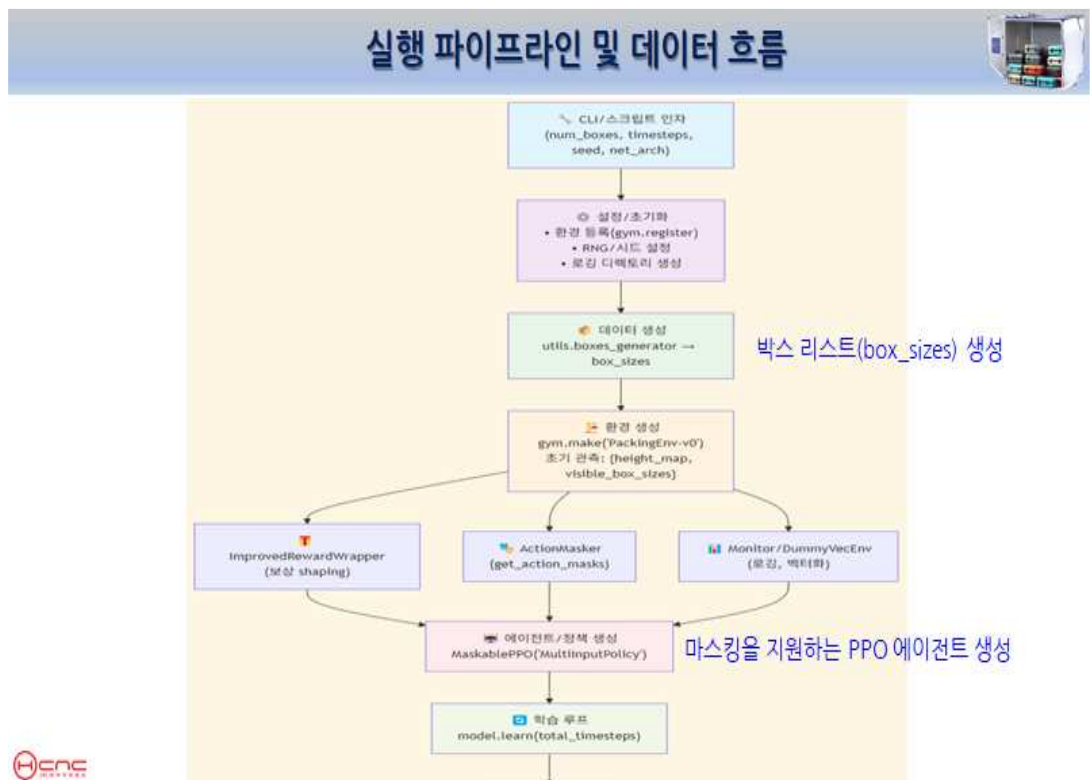 실행 파이프라인 및 데이터 흐름
CLI/스크립트 인자
(num_boxes, timesteps,
seed, net_arch)
설정/초기화
• 환경 등록(gym.register)
• RNG/시드 설정
• 로깅 디렉토리 생성
데이터 생성
utils.boxes_generator →
box_sizes
박스 리스트(box_sizes) 생성
환경 생성
gym.make('PackingEnv-v0')
초기 관측: {height_map,
visible_box_sizes}
ImprovedRewardWrapper
(보상 shaping)
ActionMasker
(get_action_masks)
Monitor/DummyVecEnv
(로깅, 벡터화)
에이전트/정책 생성
MaskablePPO('MultiInputPolicy')
마스킹을 지원하는 PPO 에이전트 생성
학습 루프
model.learn(total_timesteps)
cnc